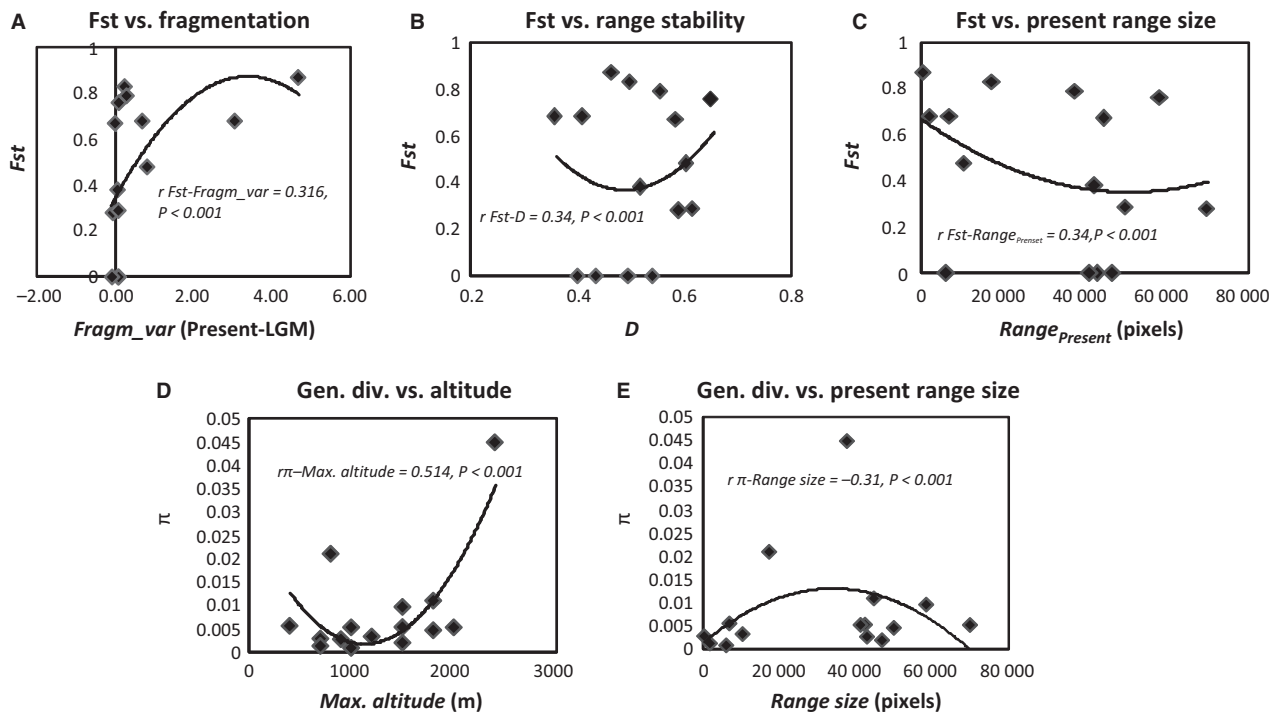 A Fst vs. fragmentation
1
0.8
0.6
0.4
0.2
0
Fst
r Fst-Fragm_var = 0.316,
P < 0.001
–2.00 0.00 2.00 4.00 6.00
Fragm_var (Present-LGM)
B Fst vs. range stability
1
0.8
0.6
0.4
0.2
0
Fst
r Fst-D = 0.34, P < 0.001
0.2 0.4 0.6 0.8
D
C Fst vs. present range size
1
0.8
0.6
0.4
0.2
0
Fst
r Fst-Range Prenset = 0.34,P < 0.001
0 20 000 40 000 60 000 80 000
Range Present (pixels)
D Gen. div. vs. altitude
0.05
0.045
0.04
0.035
0.03
0.025
0.02
0.015
0.01
0.005
0
π
rπ–Max. altitude = 0.514, P < 0.001
0 1000 2000 3000
Max. altitude (m)
E Gen. div. vs. present range size
0.05
0.045
0.04
0.035
0.03
0.025
0.02
0.015
0.01
0.005
0
π
r π-Range size = –0.31, P < 0.001
0 20 000 40 000 60 000 80 000
Range size (pixels)